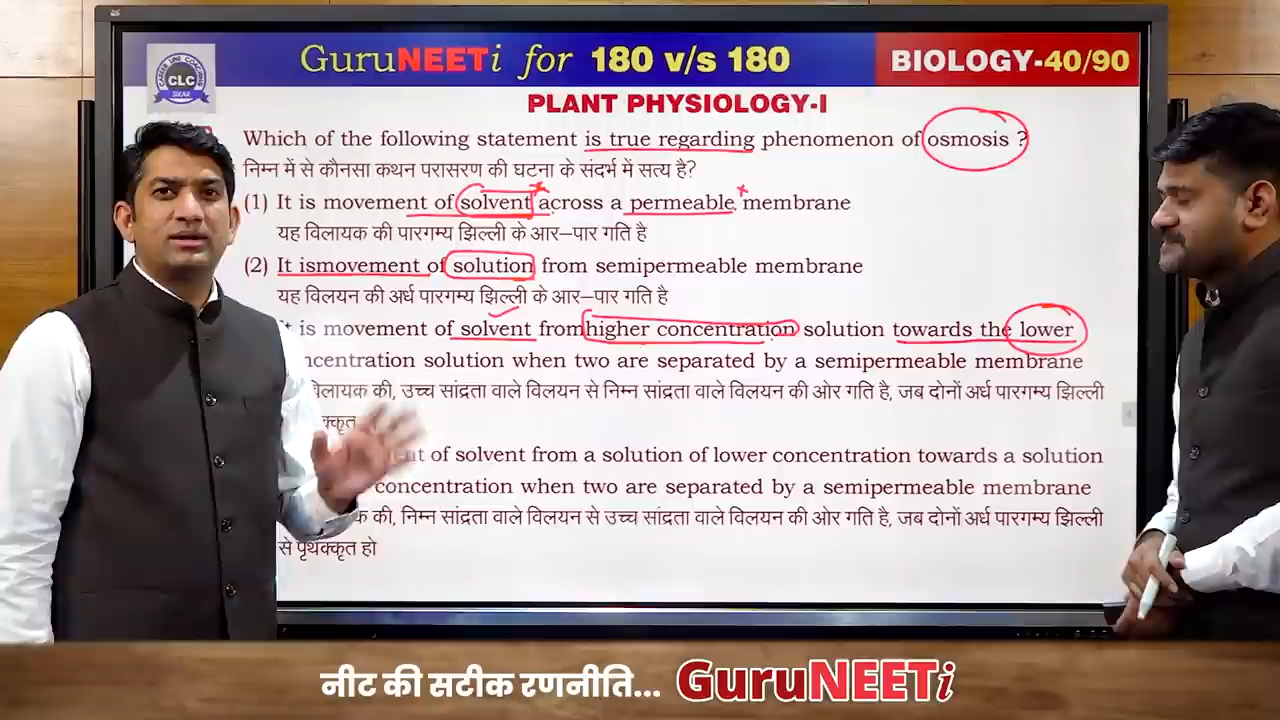 GuruNEETi for 180 v/s 180
BIOLOGY-40/90
CLC
SIKAR
PLANT PHYSIOLOGY-I
Which of the following statement is true regarding phenomenon of osmosis ?
निम्न में से कौनसा कथन परासरण की घटना के संदर्भ में सत्य है?
(1) It is movement of solvent across a permeable membrane
यह विलायक की पारगम्य झिल्ली के आर–पार गति है
(2) It ismovement of solution from semipermeable membrane
यह विलयन की अर्ध पारगम्य झिल्ली के आर–पार गति है
is movement of solvent from higher concentration solution towards the lower
ncentration solution when two are separated by a semipermeable membrane
विलायक की, उच्च सांद्रता वाले विलयन से निम्न सांद्रता वाले विलयन की ओर गति है, जब दोनों अर्ध पारगम्य झिल्ली
of solvent from a solution of lower concentration towards a solution
concentration when two are separated by a semipermeable membrane
की, निम्न सांद्रता वाले विलयन से उच्च सांद्रता वाले विलयन की ओर गति है, जब दोनों अर्ध पारगम्य झिल्ली
से पृथक्कृत हो
नीट की सटीक रणनीति... GuruNEETi